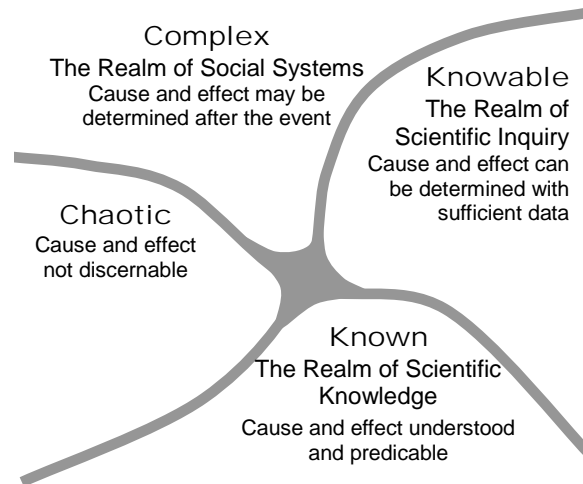 Complex
The Realm of Social Systems
Cause and effect may be
determined after the event
Knowable
The Realm of
Scientific Inquiry
Cause and effect can
be determined with
sufficient data
Chaotic
Cause and effect
not discernable
Known
The Realm of Scientific
Knowledge
Cause and effect understood
and predicable